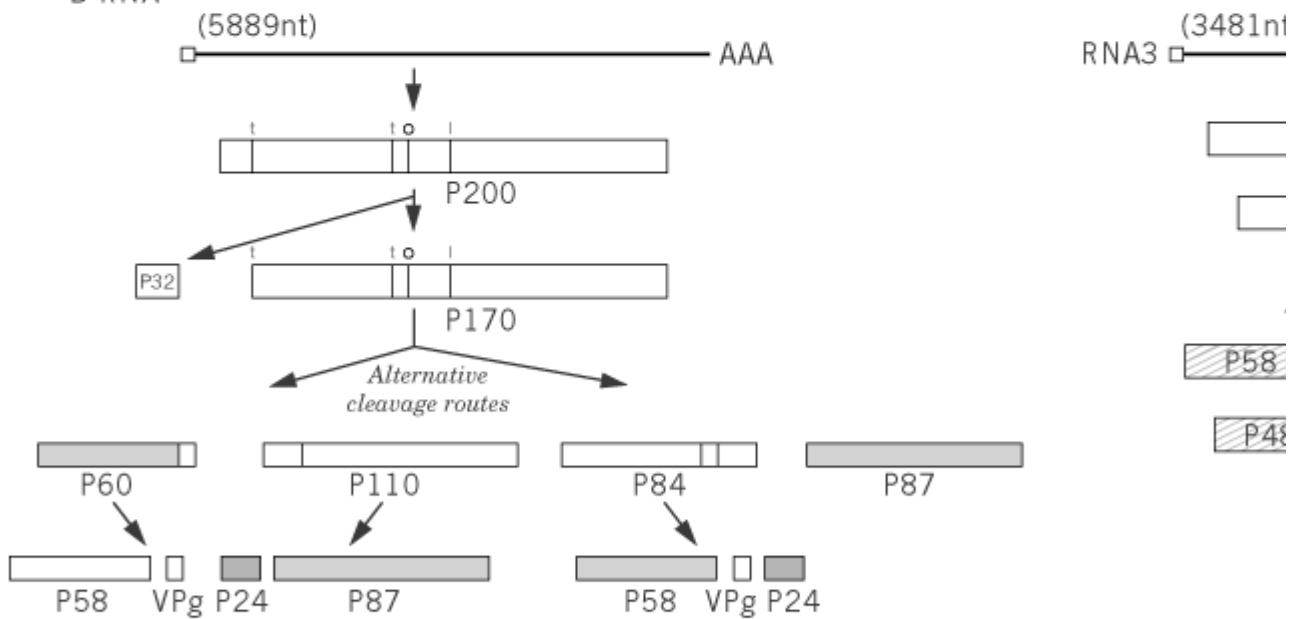 (5889nt)
AAA
t t o l
P200
P32
t t o l
P170
Alternative
cleavage routes
P60 P110 P84 P87
P58 VPg P24 P87 P58 VPg P24
(3481nt
RNA3
P58
P48